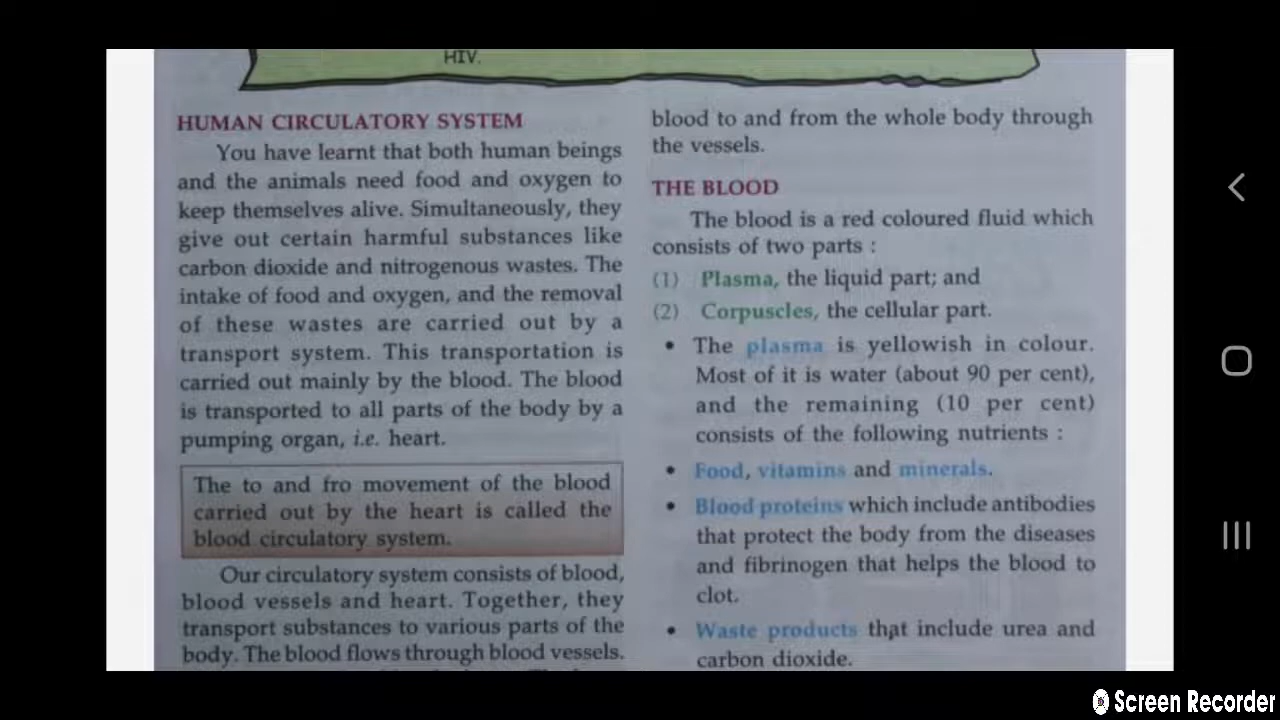 HIV.
HUMAN CIRCULATORY SYSTEM
You have learnt that both human beings
and the animals need food and oxygen to
keep themselves alive. Simultaneously, they
give out certain harmful substances like
carbon dioxide and nitrogenous wastes. The
intake of food and oxygen, and the removal
of these wastes are carried out by a
transport system. This transportation is
carried out mainly by the blood. The blood
is transported to all parts of the body by a
pumping organ, i.e. heart.
The to and fro movement of the blood
carried out by the heart is called the
blood circulatory system.
Our circulatory system consists of blood,
blood vessels and heart. Together, they
transport substances to various parts of the
body. The blood flows through blood vessels.
blood to and from the whole body through
the vessels.
THE BLOOD
The blood is a red coloured fluid which
consists of two parts :
(1) Plasma, the liquid part; and
(2) Corpuscles, the cellular part.
• The plasma is yellowish in colour.
Most of it is water (about 90 per cent),
and the remaining (10 per cent)
consists of the following nutrients :
• Food, vitamins and minerals.
• Blood proteins which include antibodies
that protect the body from the diseases
and fibrinogen that helps the blood to
clot.
• Waste products that include urea and
carbon dioxide.
Screen Recorder